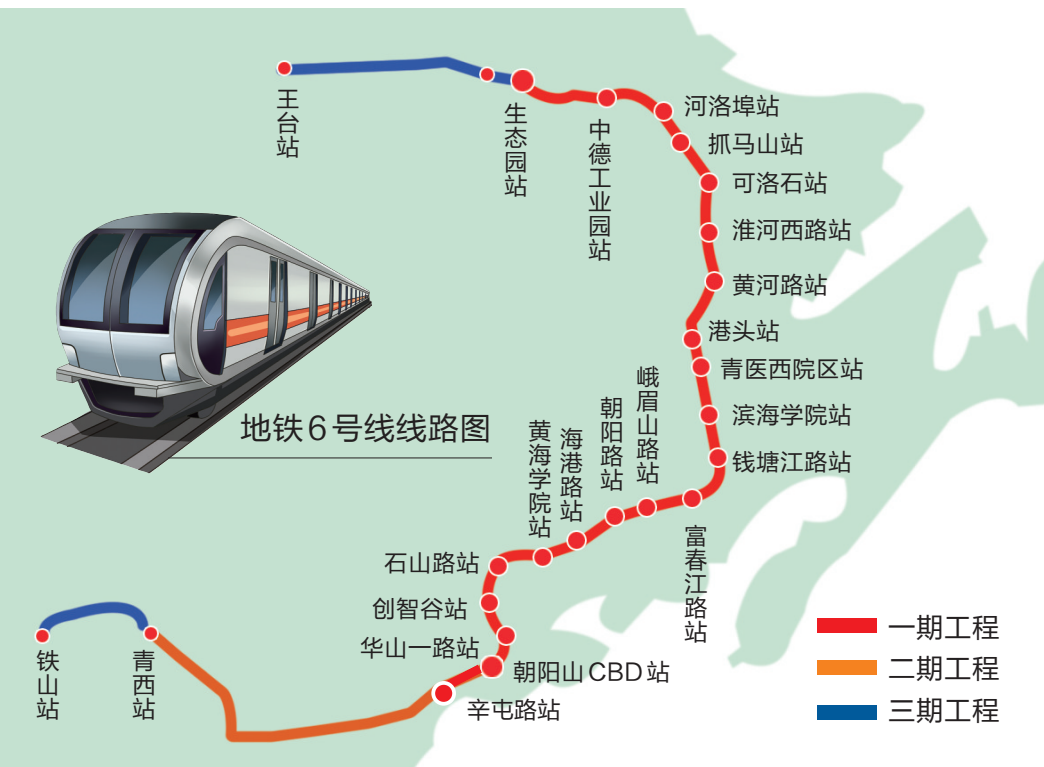 王台站
生态园站
中德工业园站
河洛埠站
抓马山站
可洛石站
淮河西路站
黄河路站
港头站
青医西院区站
滨海学院站
钱塘江路站
地铁6号线线路图
富春江路站
峨眉山路站
朝阳路站
海港路站
黄海学院站
石山路站
创智谷站
华山一路站
朝阳山CBD站
辛屯路站
青西站
铁山站
一期工程
二期工程
三期工程